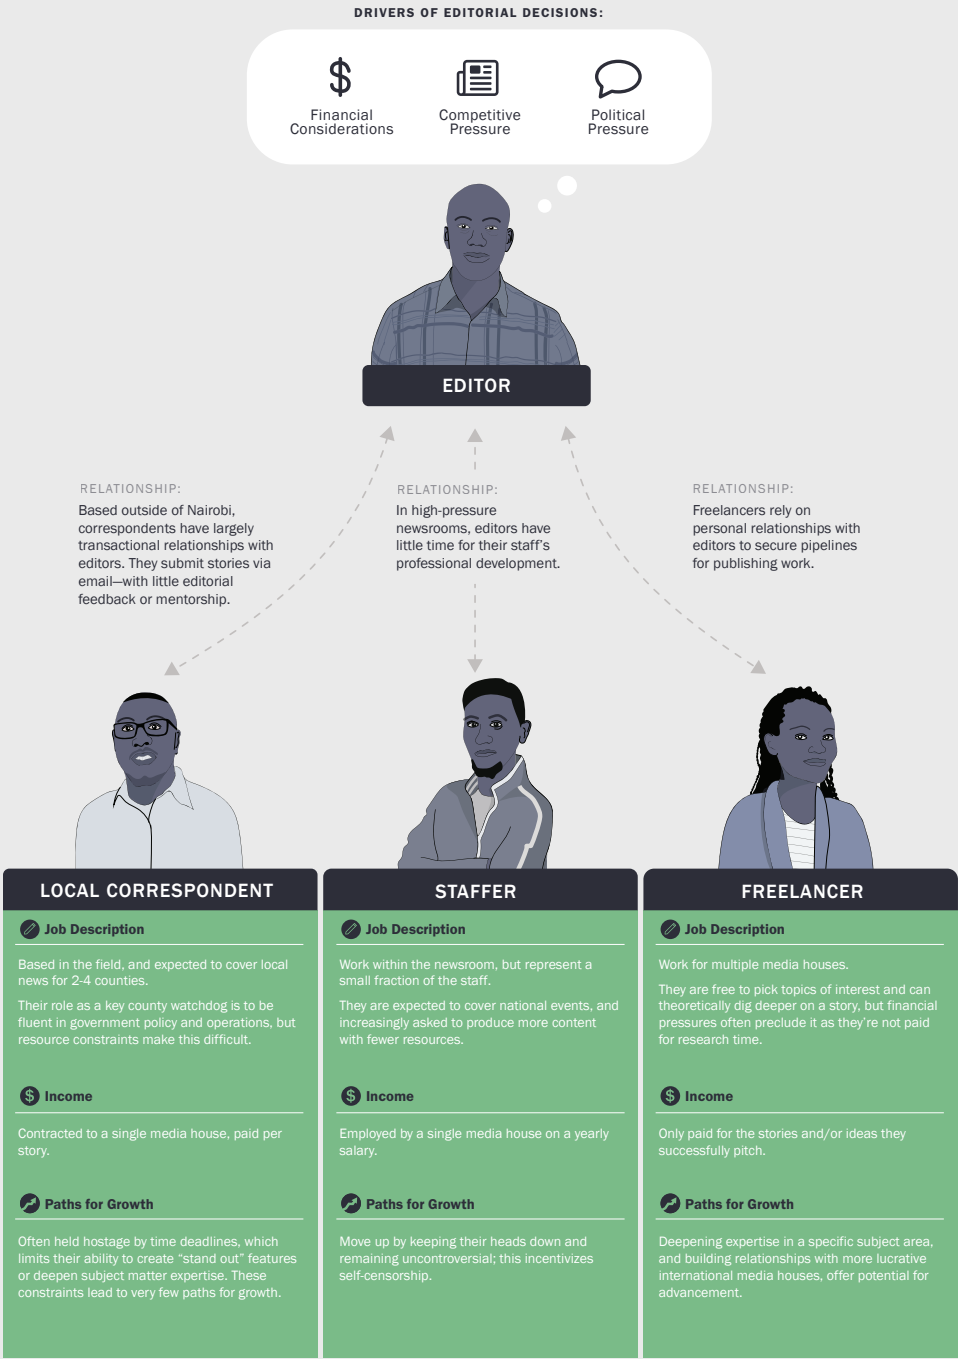 DRIVERS OF EDITORIAL DECISIONS:
Financial
Considerations
Competitive
Pressure
Political
Pressure
EDITOR
RELATIONSHIP:
Based outside of Nairobi,
correspondents have largely
transactional relationships with
editors. They submit stories via
email—with little editorial
feedback or mentorship.
RELATIONSHIP:
In high-pressure
newsrooms, editors have
little time for their staff’s
professional development.
RELATIONSHIP:
Freelancers rely on
personal relationships with
editors to secure pipelines
for publishing work.
LOCAL CORRESPONDENT
Job Description
Based in the field, and expected to cover local
news for 2-4 counties.
Their role as a key county watchdog is to be
fluent in government policy and operations, but
resource constraints make this difficult.
Income
Contracted to a single media house, paid per
story.
Paths for Growth
Often held hostage by time deadlines, which
limits their ability to create “stand out” features
or deepen subject matter expertise. These
constraints lead to very few paths for growth.
STAFFER
Job Description
Work within the newsroom, but represent a
small fraction of the staff.
They are expected to cover national events, and
increasingly asked to produce more content
with fewer resources.
Income
Employed by a single media house on a yearly
salary.
Paths for Growth
Move up by keeping their heads down and
remaining uncontroversial; this incentivizes
self-censorship.
FREELANCER
Job Description
Work for multiple media houses.
They are free to pick topics of interest and can
theoretically dig deeper on a story, but financial
pressures often preclude it as they’re not paid
for research time.
Income
Only paid for the stories and/or ideas they
successfully pitch.
Paths for Growth
Deepening expertise in a specific subject area,
and building relationships with more lucrative
international media houses, offer potential for
advancement.